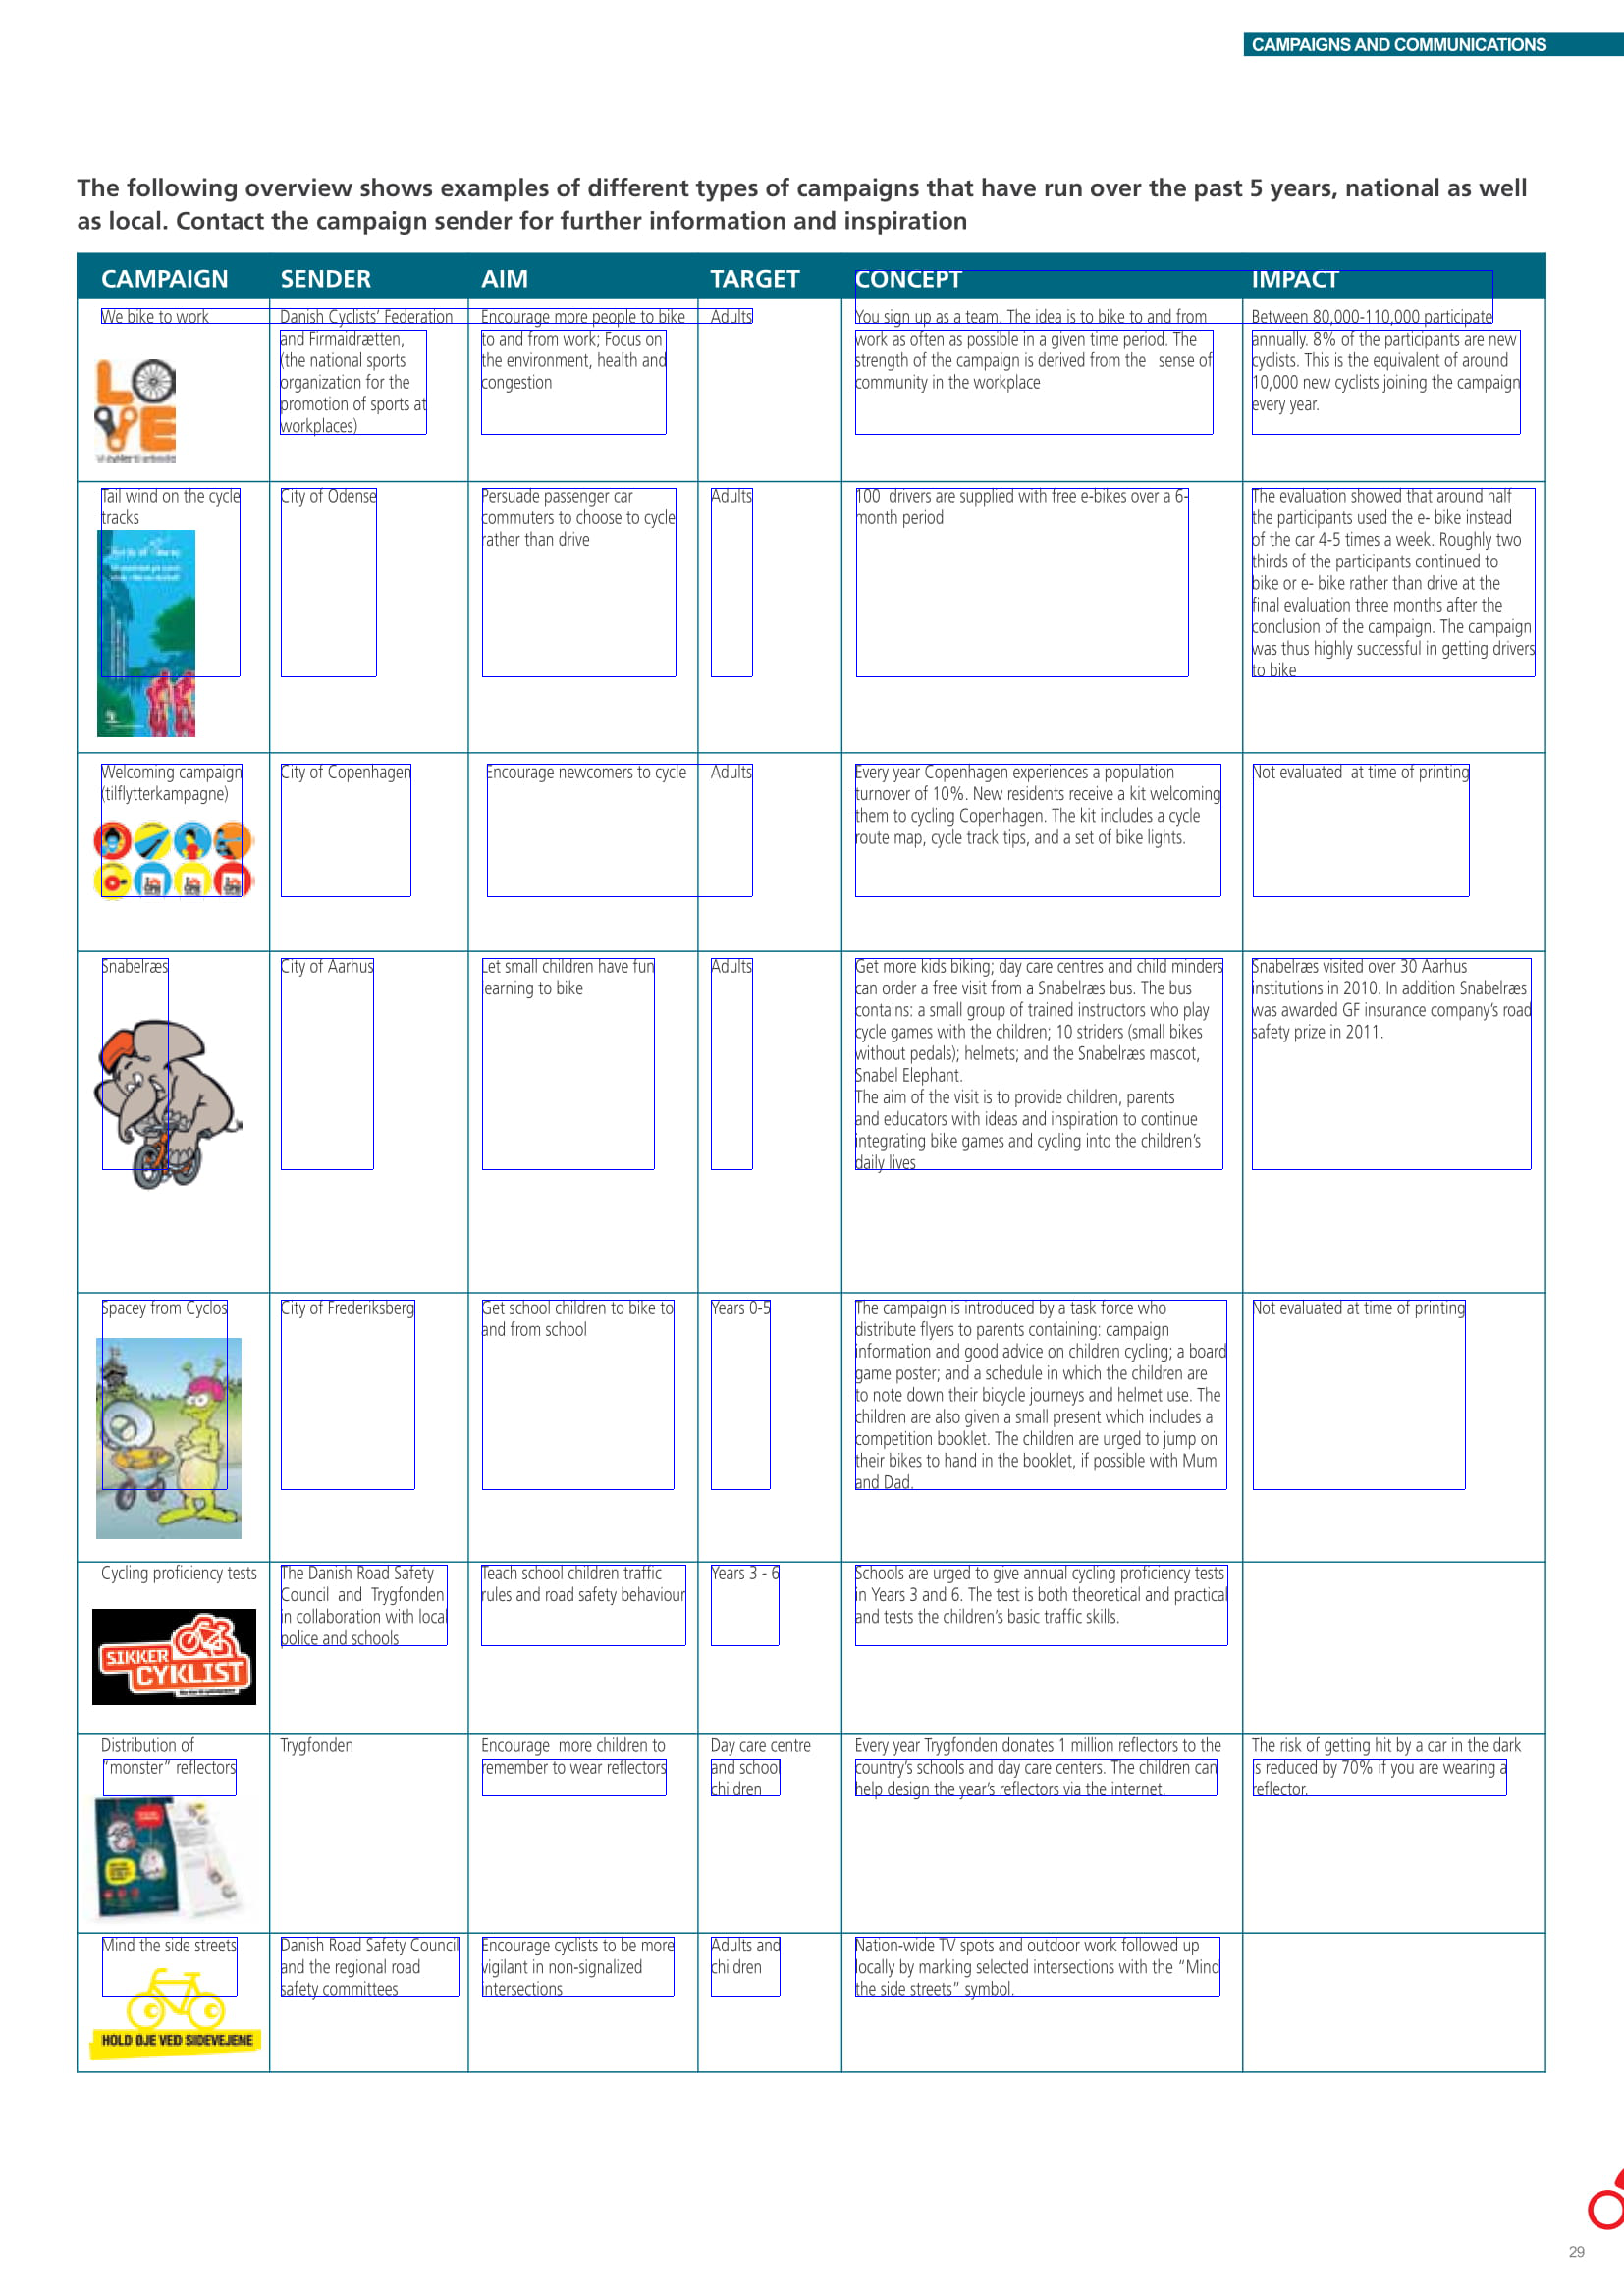 CAMPAIGNS AND COMMUNICATIONS
The following overview shows examples of different types of campaigns that have run over the past 5 years, national as well
as local. Contact the campaign sender for further information and inspiration
CAMPAIGN SENDER AIM TARGET CONCEPT IMPACT
We bike to work
LOVE
Danish Cyclists' Federation
and Firmaidrætten,
(the national sports
organization for the
promotion of sports at
workplaces)
Encourage more people to bike
to and from work; Focus on
the environment, health and
congestion
Adults
You sign up as a team. The idea is to bike to and from
work as often as possible in a given time period. The
strength of the campaign is derived from the sense of
community in the workplace
Between 80,000-110,000 participate
annually. 8% of the participants are new
cyclists. This is the equivalent of around
10,000 new cyclists joining the campaign
every year.
Tail wind on the cycle
tracks
City of Odense
Persuade passenger car
commuters to choose to cycle
rather than drive
Adults
100 drivers are supplied with free e-bikes over a 6-
month period
The evaluation showed that around half
the participants used the e- bike instead
of the car 4-5 times a week. Roughly two
thirds of the participants continued to
bike or e- bike rather than drive at the
final evaluation three months after the
conclusion of the campaign. The campaign
was thus highly successful in getting drivers
to bike
Welcoming campaign
(tilflytterkampagne)
City of Copenhagen
Encourage newcomers to cycle
Adults
Every year Copenhagen experiences a population
turnover of 10%. New residents receive a kit welcoming
them to cycling Copenhagen. The kit includes a cycle
route map, cycle track tips, and a set of bike lights.
Not evaluated at time of printing
Snabelræs
City of Aarhus
Let small children have fun
learning to bike
Adults
Get more kids biking; day care centres and child minders
can order a free visit from a Snabelræs bus. The bus
contains: a small group of trained instructors who play
cycle games with the children; 10 striders (small bikes
without pedals); helmets; and the Snabelræs mascot,
Snabel Elephant.
The aim of the visit is to provide children, parents
and educators with ideas and inspiration to continue
integrating bike games and cycling into the children's
daily lives
Snabelræs visited over 30 Aarhus
institutions in 2010. In addition Snabelræs
was awarded GF insurance company's road
safety prize in 2011.
Spacey from Cyclos
City of Frederiksberg
Get school children to bike to
and from school
Years 0-5
The campaign is introduced by a task force who
distribute flyers to parents containing: campaign
information and good advice on children cycling; a board
game poster; and a schedule in which the children are
to note down their bicycle journeys and helmet use. The
children are also given a small present which includes a
competition booklet. The children are urged to jump on
their bikes to hand in the booklet, if possible with Mum
and Dad.
Not evaluated at time of printing
Cycling proficiency tests
SIKKER
CYKLIST
The Danish Road Safety
Council and Trygfonden
in collaboration with local
police and schools
Teach school children traffic
rules and road safety behaviour
Years 3 - 6
Schools are urged to give annual cycling proficiency tests
in Years 3 and 6. The test is both theoretical and practical
and tests the children's basic traffic skills.
Distribution of
"monster" reflectors
Trygfonden
Encourage more children to
remember to wear reflectors
Day care centre
and school
children
Every year Trygfonden donates 1 million reflectors to the
country's schools and day care centers. The children can
help design the year's reflectors via the internet.
The risk of getting hit by a car in the dark
is reduced by 70% if you are wearing a
reflector.
Mind the side streets
HOLD ØJE VED SIDEVEJENE
Danish Road Safety Council
and the regional road
safety committees
Encourage cyclists to be more
vigilant in non-signalized
intersections
Adults and
children
Nation-wide TV spots and outdoor work followed up
locally by marking selected intersections with the "Mind
the side streets" symbol.
29